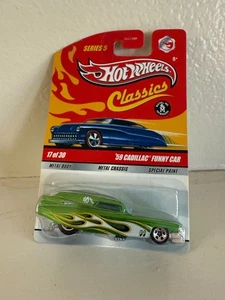 SERIES 5
Hot Wheels
Classics
17 of 30
'59 CADILLAC FUNNY CAR
METAL BODY
METAL CHASSIS
SPECIAL PAINT